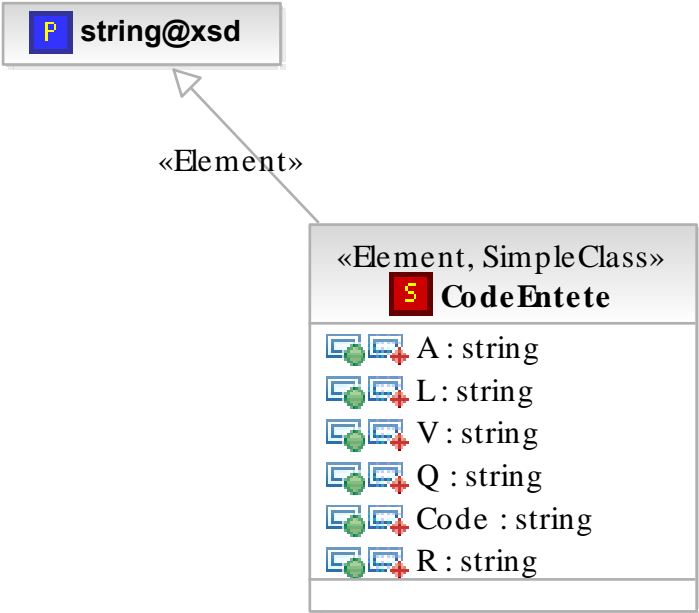 P string@xsd
«Element»
«Element, SimpleClass»
S CodeEntete
A : string
L : string
V : string
Q : string
Code : string
R : string